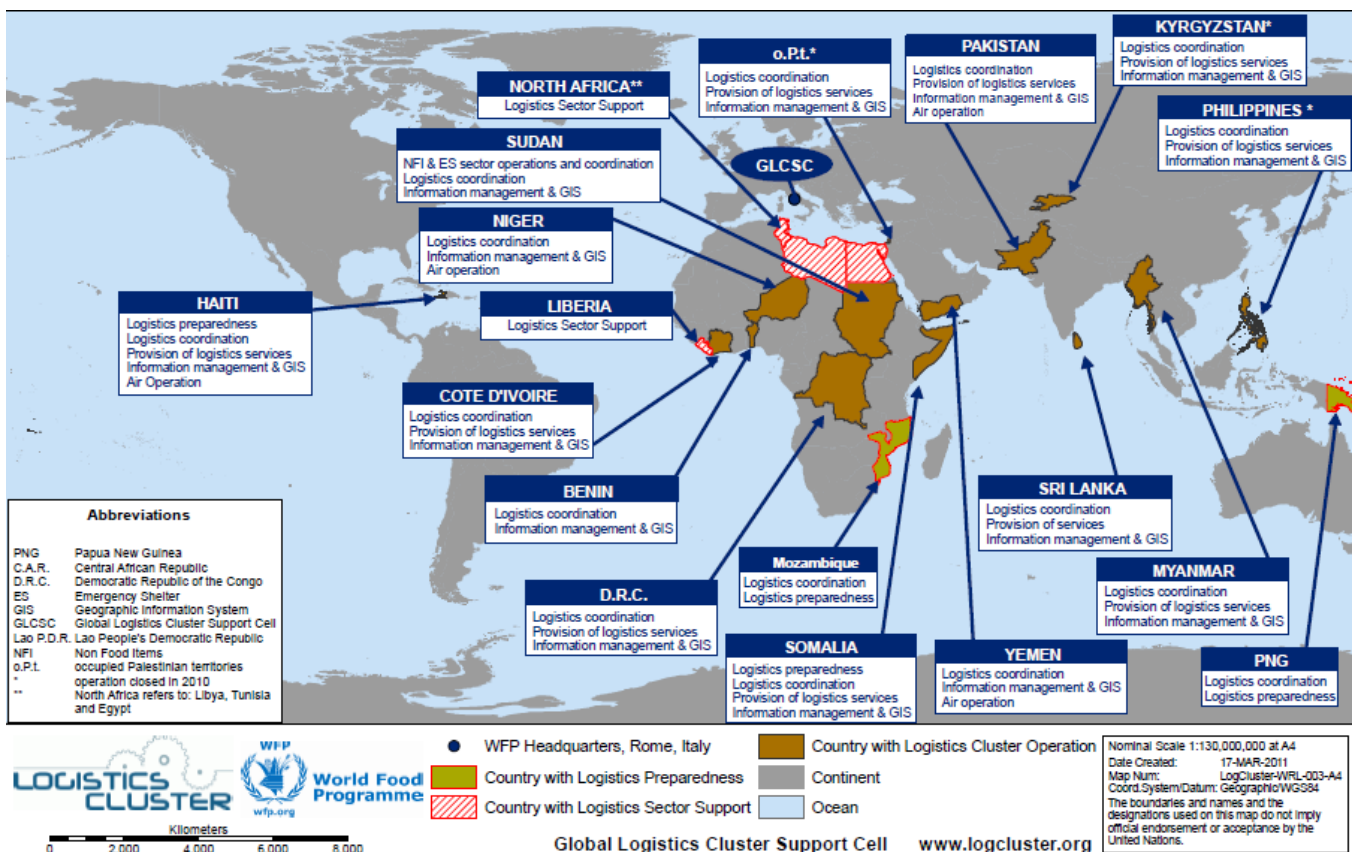 KYRGYZSTAN*
Logistics coordination
Provision of logistics services
Information management & GIS
o.P.t.*
Logistics coordination
Provision of logistics services
Information management & GIS
PAKISTAN
Logistics coordination
Provision of logistics services
Information management & GIS
Air operation
NORTH AFRICA**
Logistics Sector Support
PHILIPPINES *
Logistics coordination
Provision of logistics services
Information management & GIS
SUDAN
NFI & ES sector operations and coordination
Logistics coordination
Information management & GIS
GLCSC
NIGER
Logistics coordination
Information management & GIS
Air operation
HAITI
Logistics preparedness
Logistics coordination
Provision of logistics services
Information management & GIS
Air Operation
LIBERIA
Logistics Sector Support
COTE D'IVOIRE
Logistics coordination
Provision of logistics services
Information management & GIS
BENIN
Logistics coordination
Information management & GIS
SRI LANKA
Logistics coordination
Provision of services
Information management & GIS
Mozambique
Logistics coordination
Logistics preparedness
MYANMAR
Logistics coordination
Provision of logistics services
Information management & GIS
D.R.C.
Logistics coordination
Provision of logistics services
Information management & GIS
SOMALIA
Logistics preparedness
Logistics coordination
Provision of logistics services
Information management & GIS
YEMEN
Logistics coordination
Information management & GIS
Air operation
PNG
Logistics coordination
Logistics preparedness
Abbreviations
PNG Papua New Guinea
C.A.R. Central African Republic
D.R.C. Democratic Republic of the Congo
ES Emergency Shelter
GIS Geographic Information System
GLCSC Global Logistics Cluster Support Cell
Lao P.D.R. Lao People's Democratic Republic
NFI Non Food Items
o.P.t. occupied Palestinian territories
* operation closed in 2010
** North Africa refers to: Libya, Tunisia
and Egypt
LOGISTICS
CLUSTER
WFP
wfp.org
World Food
Programme
Kilometers
0 2,000 4,000 6,000 8,000
WFP Headquarters, Rome, Italy
Country with Logistics Preparedness
Country with Logistics Sector Support
Country with Logistics Cluster Operation
Continent
Ocean
Global Logistics Cluster Support Cell www.logcluster.org
Nominal Scale 1:130,000,000 at A4
Date Created: 17-MAR-2011
Map Num: LogCluster-WRL-003-A4
Coord.System/Datum: Geographic/WGS84
The boundaries and names and the
designations used on this map do not imply
official endorsement or acceptance by the
United Nations.